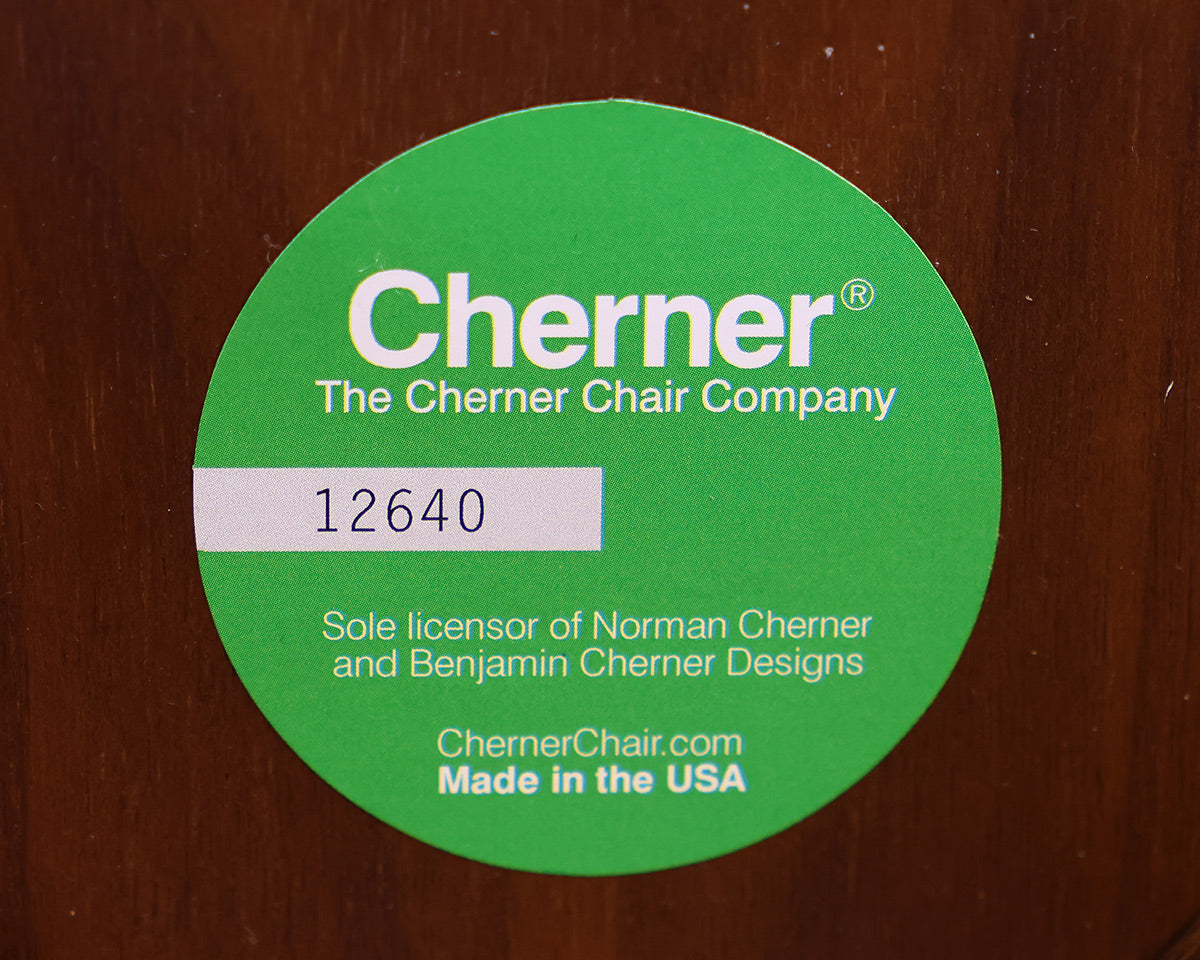 Cherner®
The Cherner Chair Company
12640
Sole licensor of Norman Cherner
and Benjamin Cherner Designs
ChernerChair.com
Made in the USA